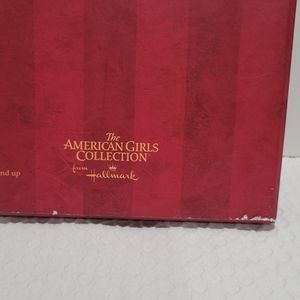 The
AMERICAN GIRLS
COLLECTION
from
Hallmark
nd up